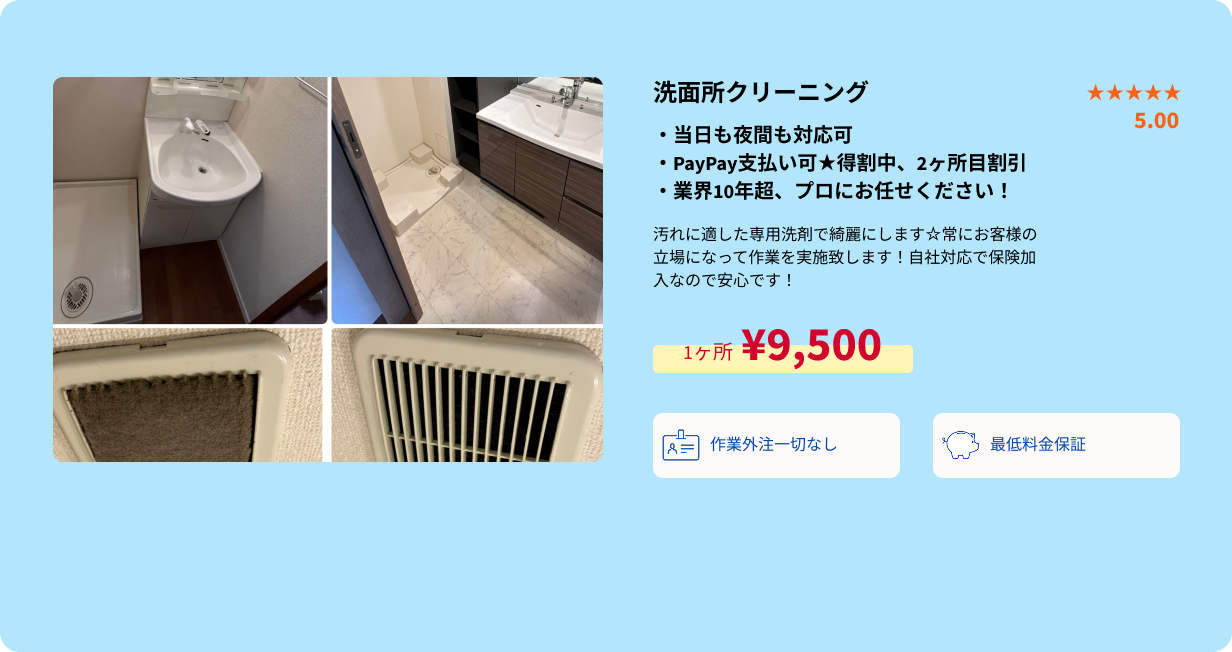 洗面所クリーニング
★★★★★
5.00
・当日も夜間も対応可
・PayPay支払い可★得割中、2ヶ所目割引
・業界10年超、プロにお任せください！
汚れに適した専用洗剤で綺麗にします☆常にお客様の
立場になって作業を実施致します！自社対応で保険加
入なので安心です！
1ヶ所 ¥9,500
作業外注一切なし
最低料金保証